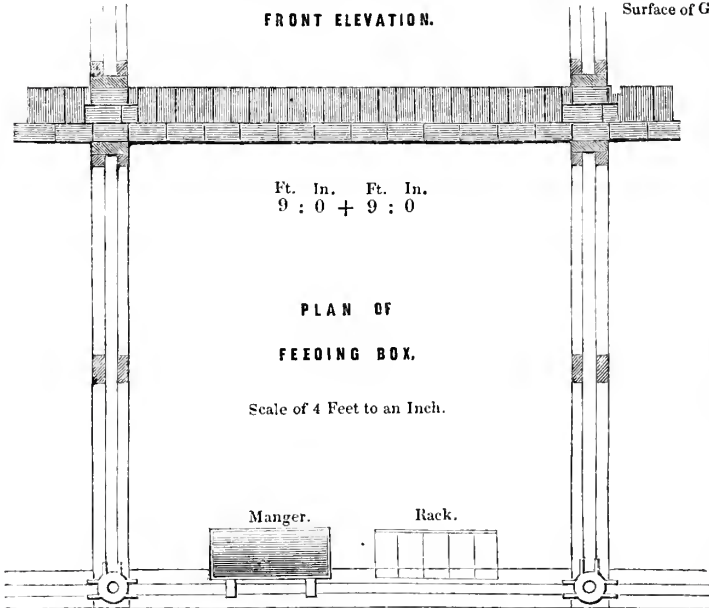 FRONT ELEVATION.
Surface of G
Ft. In. Ft. In.
9 : 0 + 9 : 0
PLAN OF
FEEDING BOX.
Scale of 4 Feet to an Inch.
Manger.
Rack.